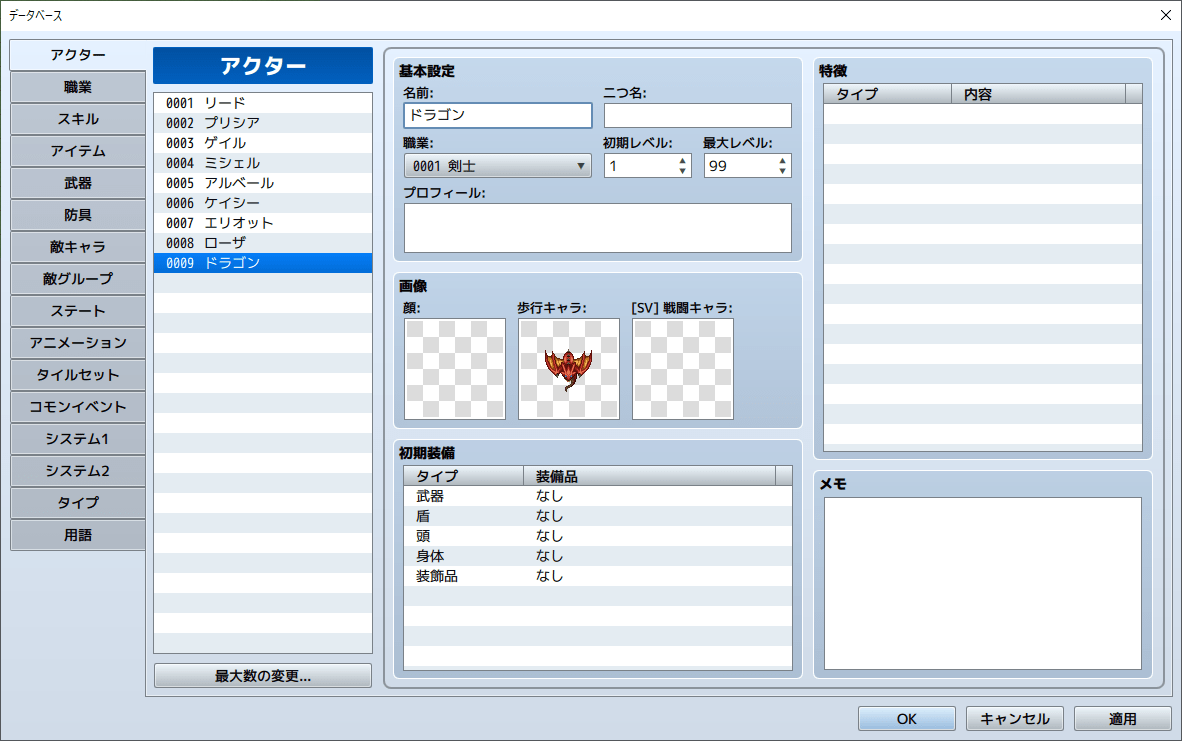 データベース
アクター
職業
スキル
アイテム
武器
防具
敵キャラ
敵グループ
ステート
アニメーション
タイルセット
コモンイベント
システム1
システム2
タイプ
用語
アクター
0001 リード
0002 プリシア
0003 ゲイル
0004 ミシェル
0005 アルベール
0006 ケイシー
0007 エリオット
0008 ローザ
0009 ドラゴン
最大数の変更...
基本設定
名前: 二つ名:
ドラゴン
職業: 初期レベル: 最大レベル:
0001 剣士 1 99
プロフィール:
画像
顔: 歩行キャラ: [SV] 戦闘キャラ:
初期装備
タイプ 装備品
武器 なし
盾 なし
頭 なし
身体 なし
装飾品 なし
特徴
タイプ 内容
メモ
OK キャンセル 適用